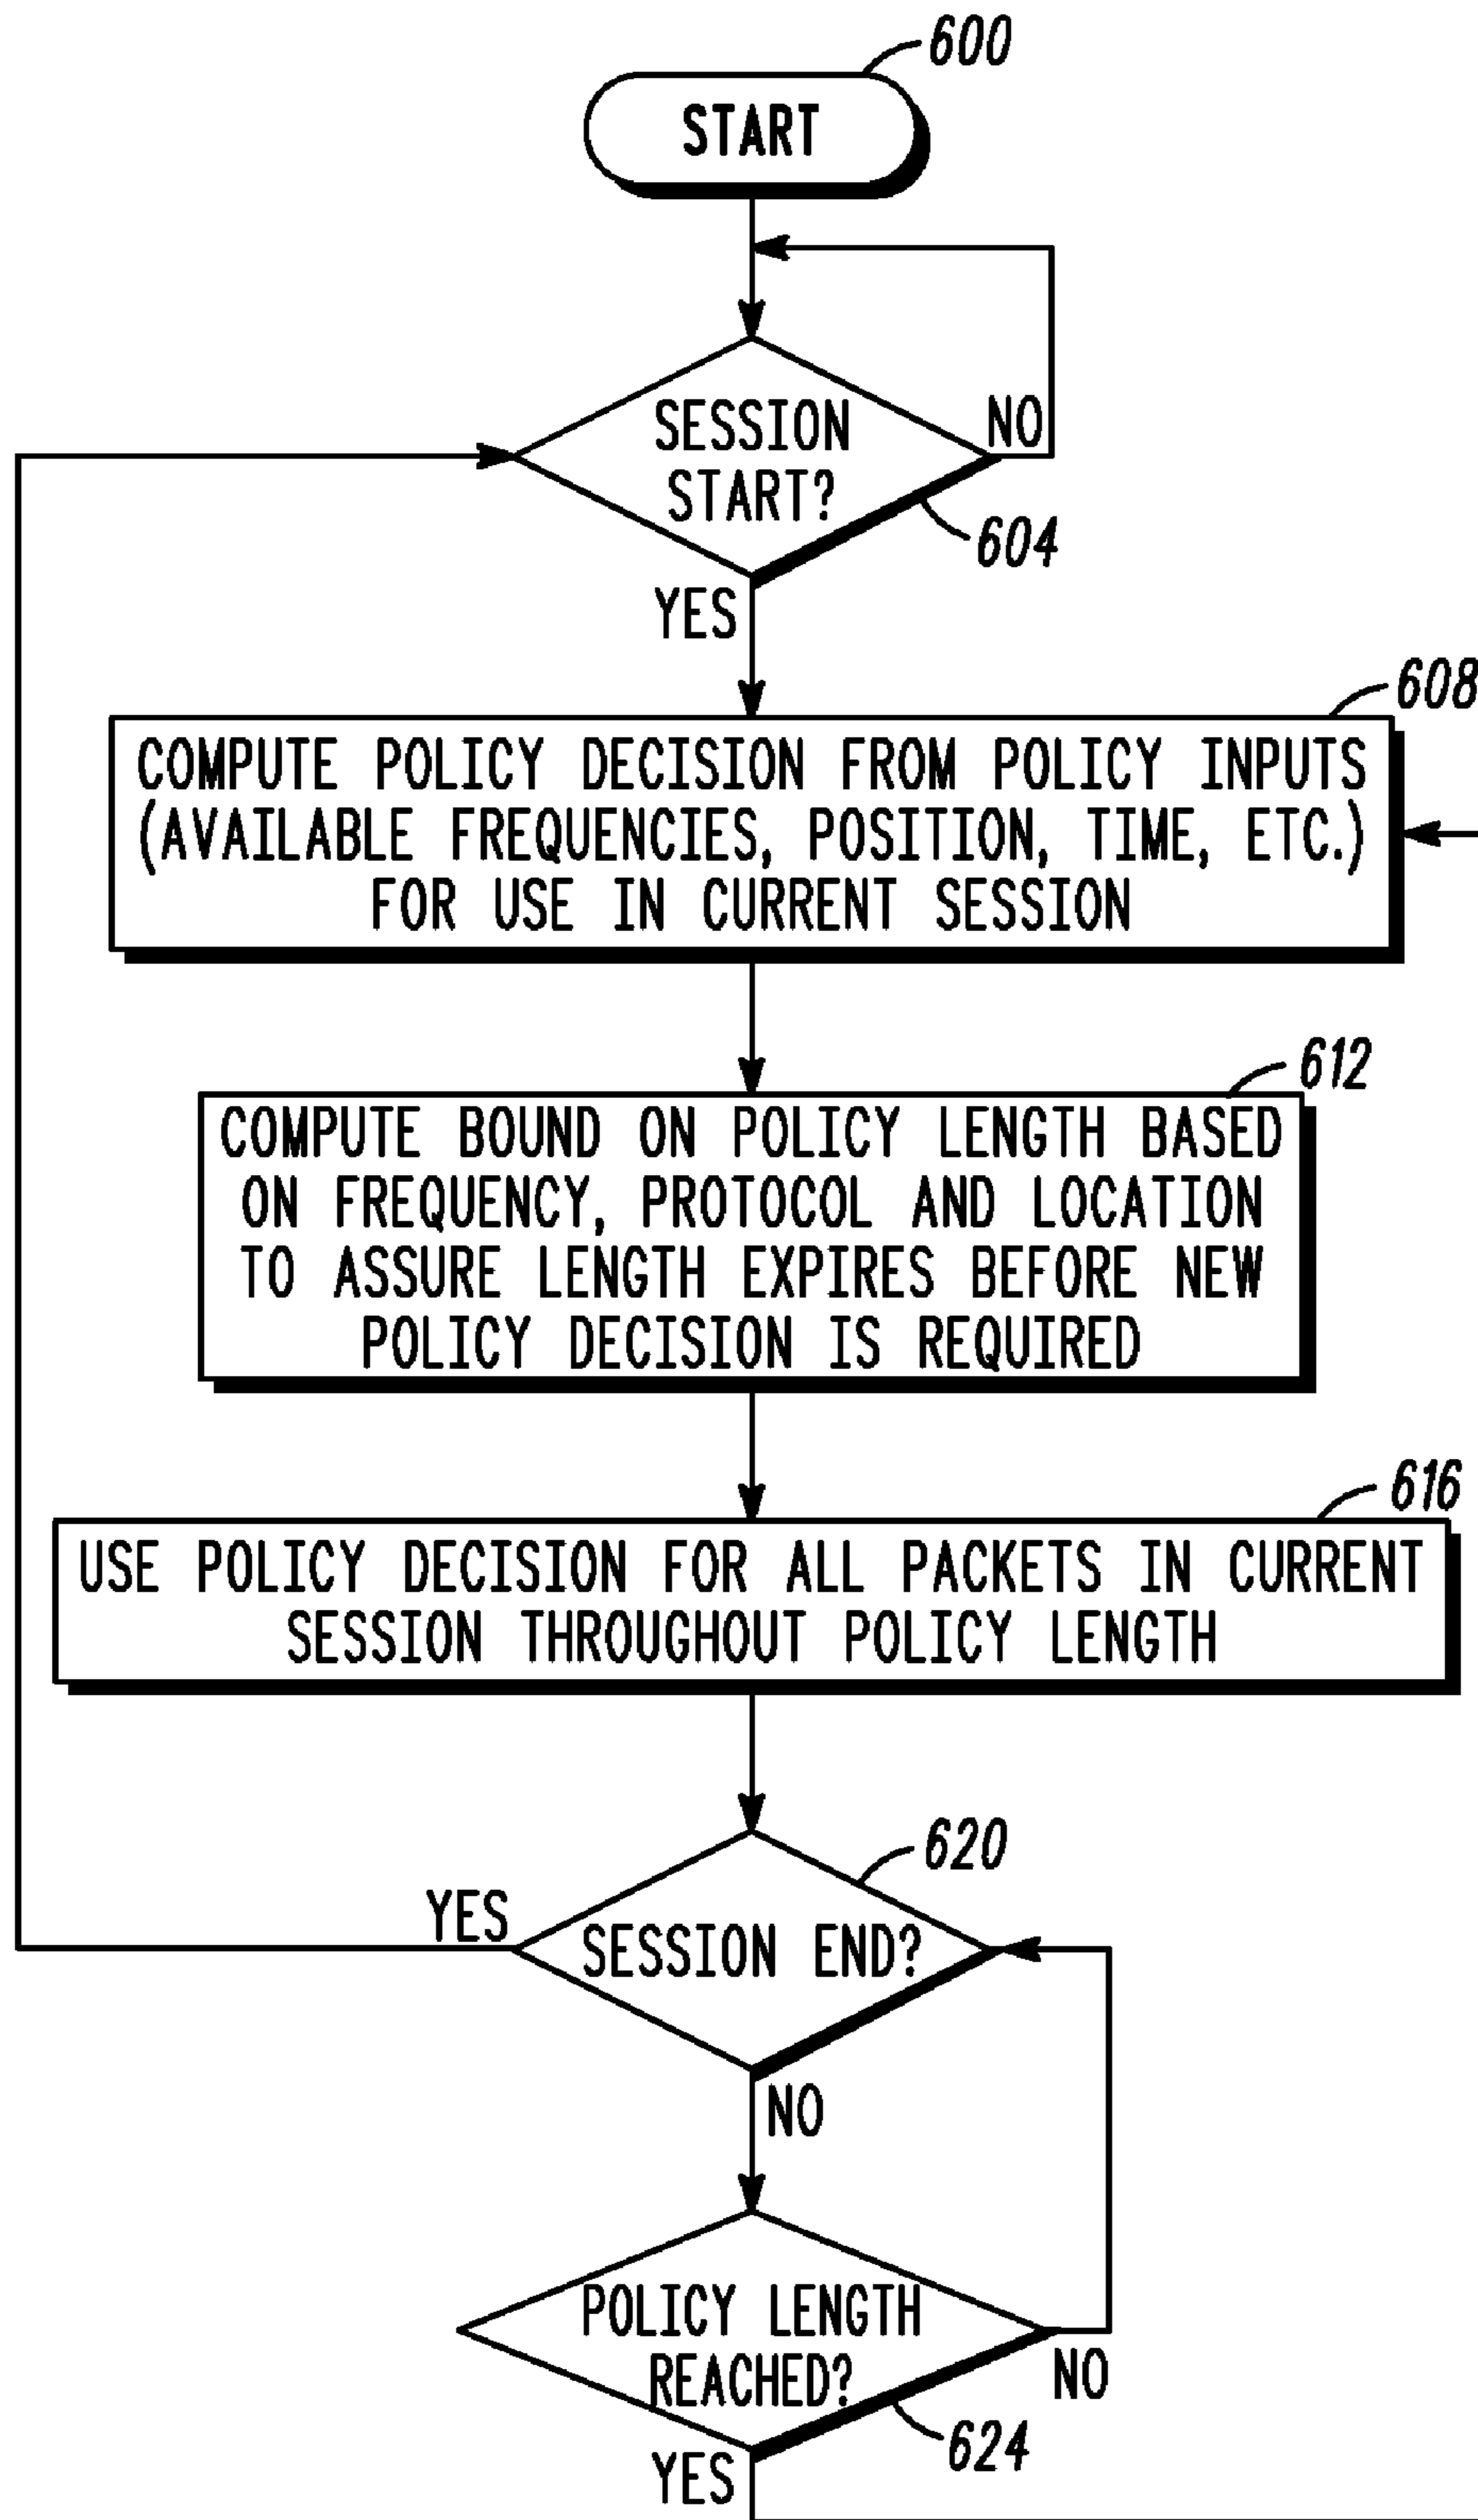 600
START
NO
SESSION
START?
604
YES
608
COMPUTE POLICY DECISION FROM POLICY INPUTS
(AVAILABLE FREQUENCIES, POSITION, TIME, ETC.)
FOR USE IN CURRENT SESSION
612
COMPUTE BOUND ON POLICY LENGTH BASED
ON FREQUENCY, PROTOCOL AND LOCATION
TO ASSURE LENGTH EXPIRES BEFORE NEW
POLICY DECISION IS REQUIRED
616
USE POLICY DECISION FOR ALL PACKETS IN CURRENT
SESSION THROUGHOUT POLICY LENGTH
620
YES
SESSION END?
NO
POLICY LENGTH
REACHED?
NO
624
YES